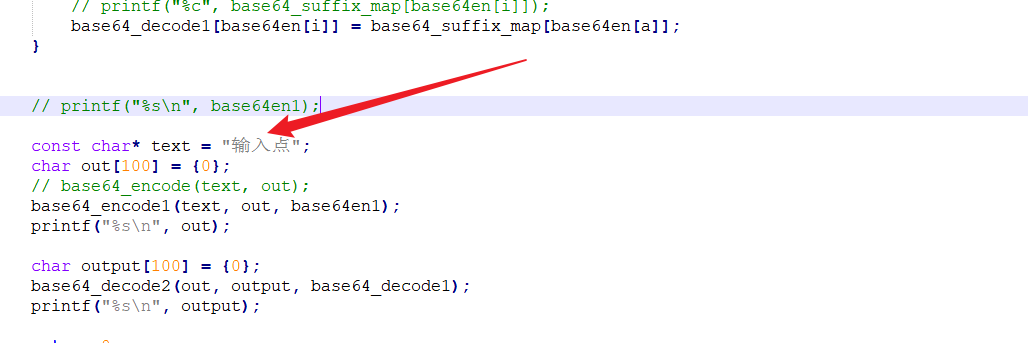 // printf("%c", base64_suffix_map[base64en[i]]);
base64_decode1[base64en[i]] = base64_suffix_map[base64en[a]];
}
// printf("%s\n", base64en1);
const char* text = "输入点";
char out[100] = {0};
// base64_encode(text, out);
base64_encode1(text, out, base64en1);
printf("%s\n", out);
char output[100] = {0};
base64_decode2(out, output, base64_decode1);
printf("%s\n", output);